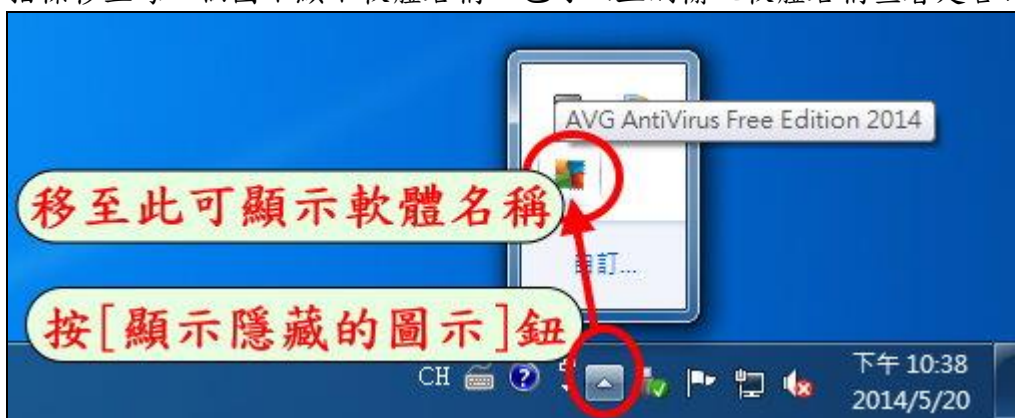 AVG AntiVirus Free Edition 2014
移至此可顯示軟體名稱
自訂...
按[顯示隱藏的圖示]鈕
CH
下午 10:38
2014/5/20